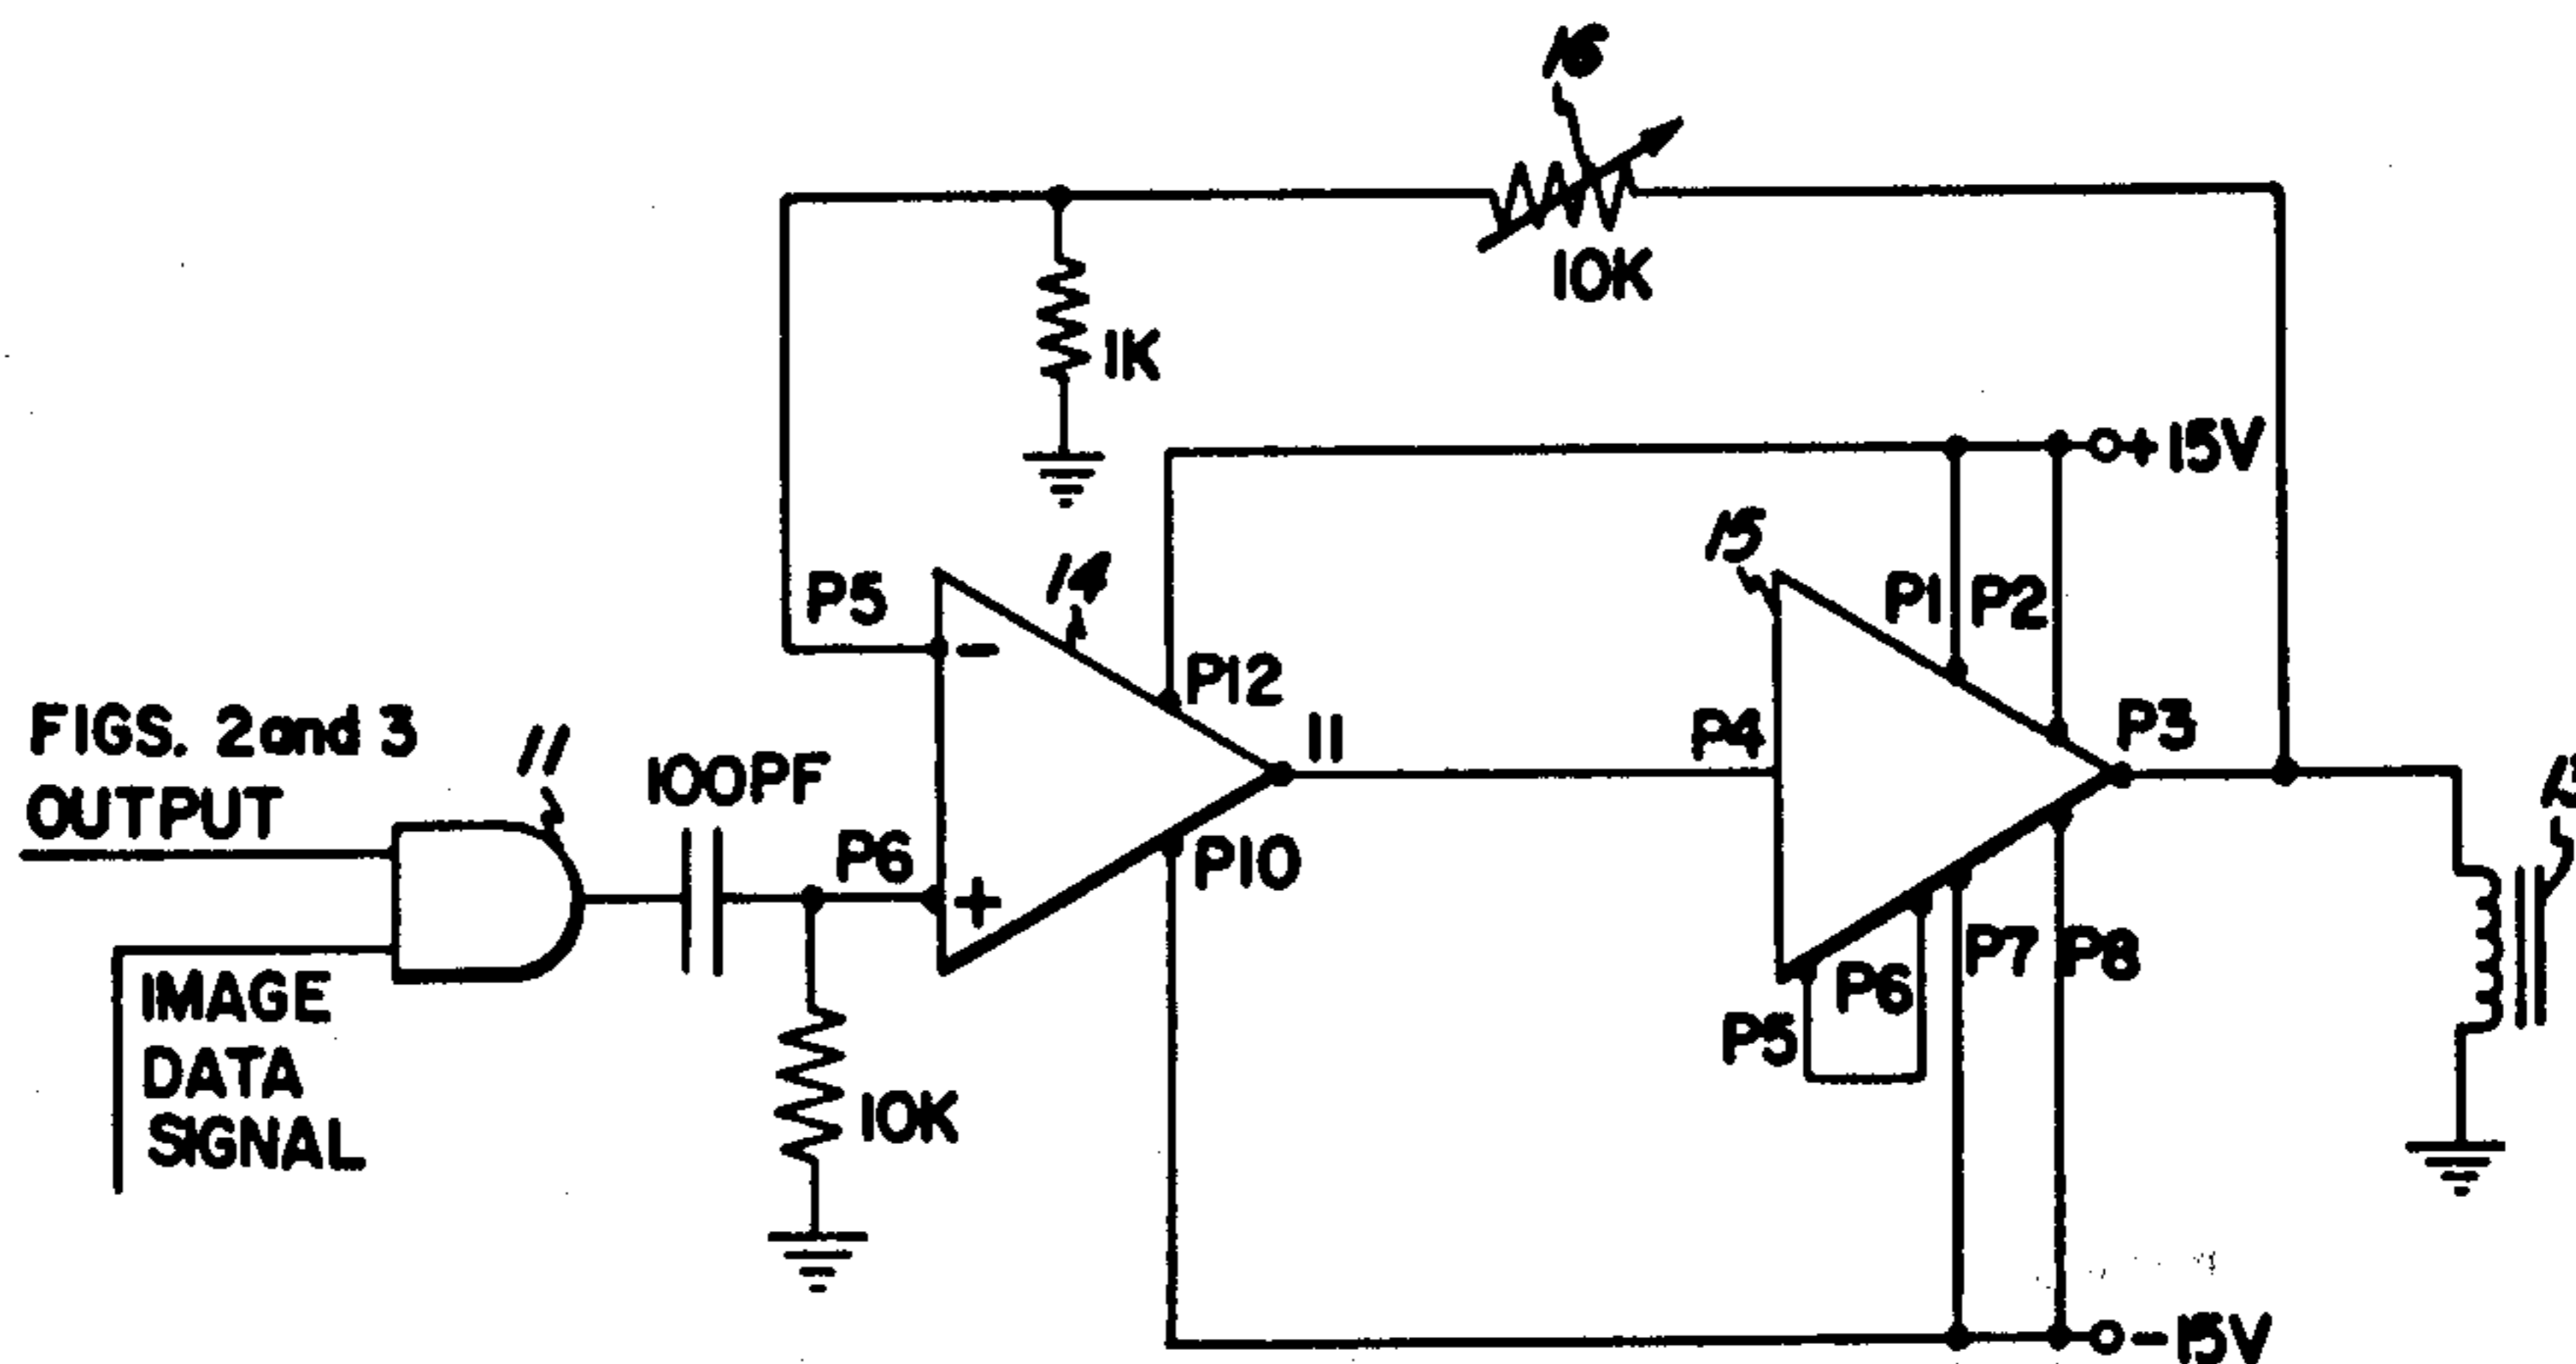 16
10K
1K
+15V
15
P1 P2
P5
14
P12
P3
11
P4
FIGS. 2 and 3
OUTPUT
11
100PF
P6
P10
+
-
IMAGE
DATA
SIGNAL
P7 P8
P6
P5
10K
-15V